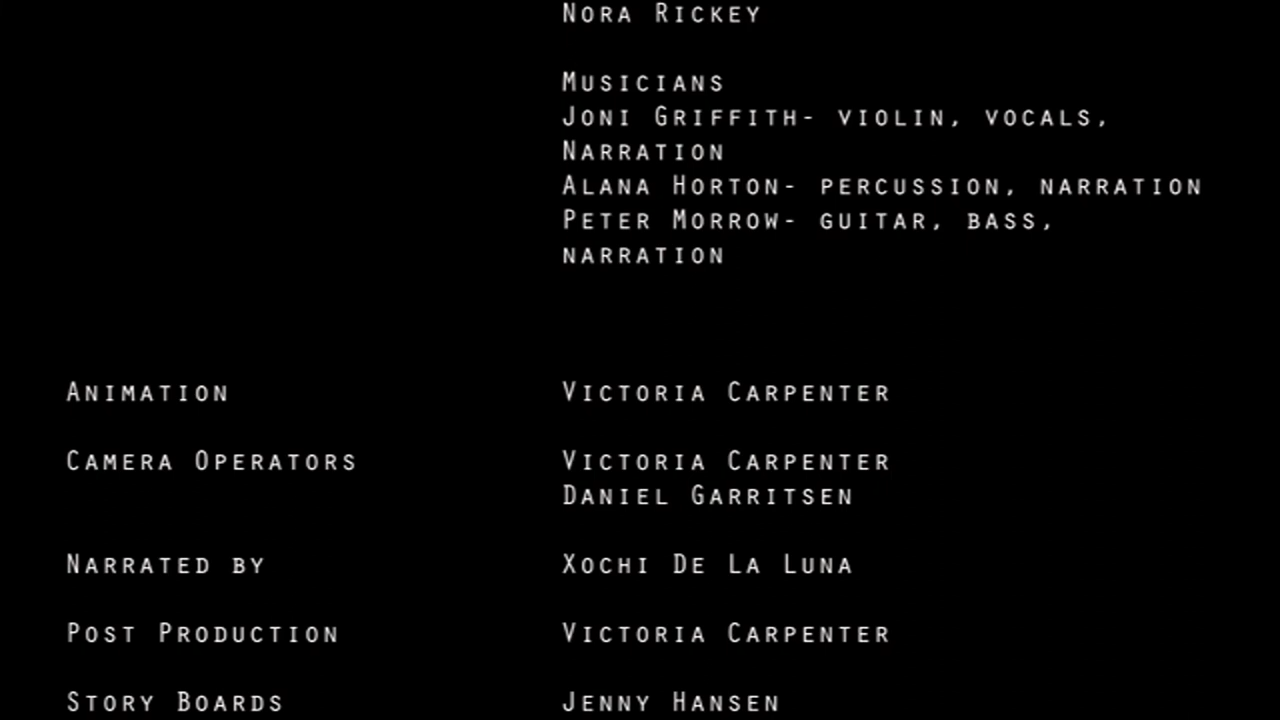 Nora Rickey
Musicians
Joni Griffith- violin, vocals,
Narration
Alana Horton- percussion, narration
Peter Morrow- guitar, bass,
narration
Animation Victoria Carpenter
Camera Operators Victoria Carpenter
Daniel Garritsen
Narrated by Xochi De La Luna
Post Production Victoria Carpenter
Story Boards Jenny Hansen